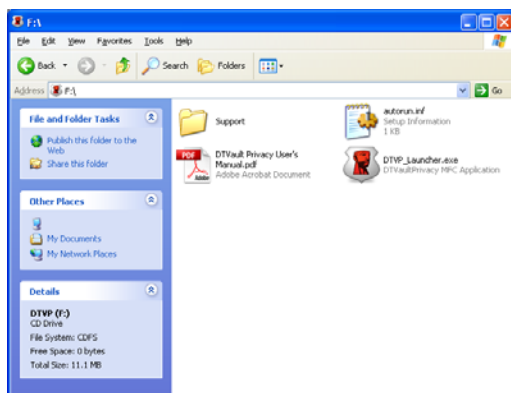 F:\
File Edit View Favorites Tools Help
Back Search Folders
Address F:\ Go
File and Folder Tasks
Publish this folder to the
Web
Share this folder
Other Places
My Documents
My Network Places
Details
DTVP (F:)
CD Drive
File System: CDFS
Free Space: 0 bytes
Total Size: 11.1 MB
Support
autorun.inf
Setup Information
1 KB
PDF
Adobe
DTVault Privacy User's
Manual.pdf
Adobe Acrobat Document
DTVP_Launcher.exe
DTVaultPrivacy MFC Application